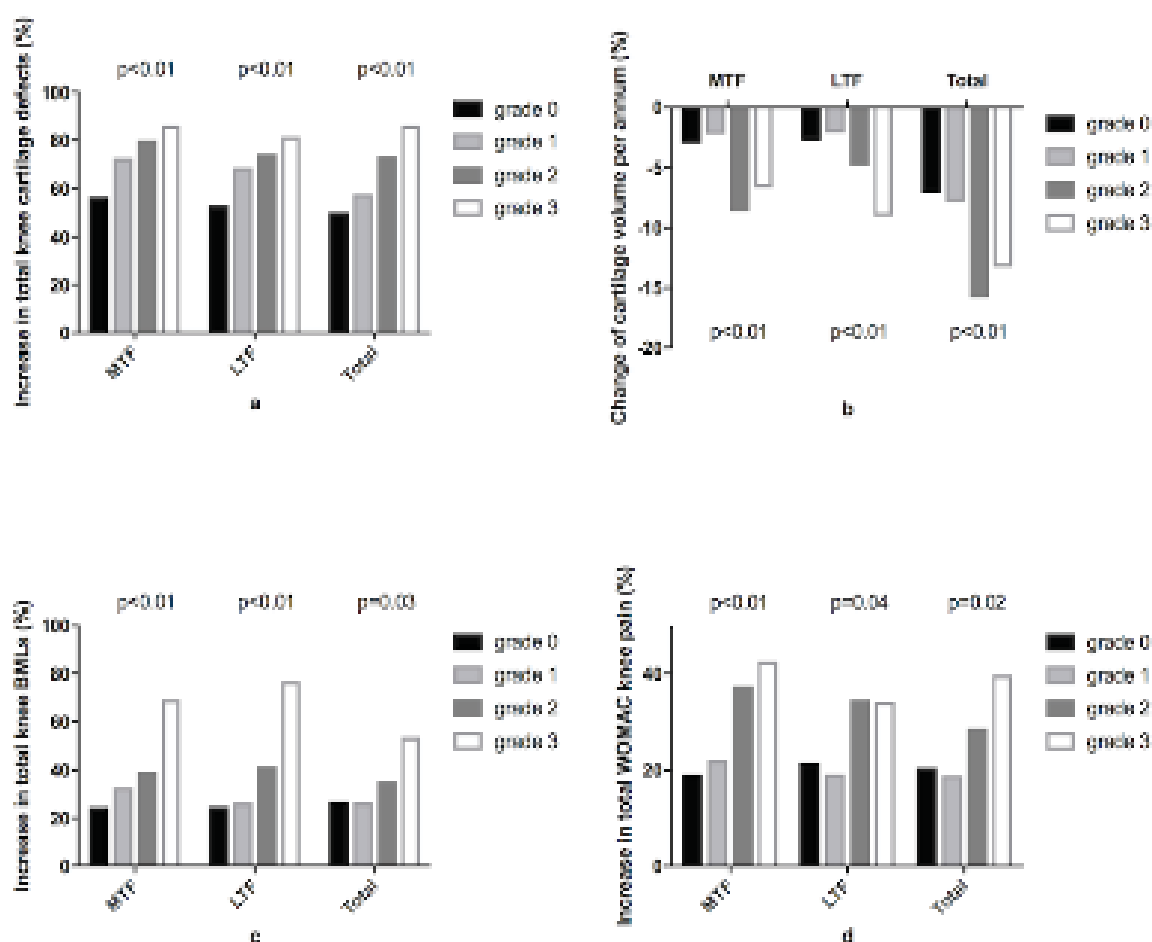 Increase in total knee cartilage defects (%)
p<0.01 p<0.01 p<0.01
100
80
60
40
20
0
MTF LTF Total
grade 0
grade 1
grade 2
grade 3
a
Change of cartilage volume per annum (%)
MTF LTF Total
0
-5
-10
-15
-20
p<0.01 p<0.01 p<0.01
grade 0
grade 1
grade 2
grade 3
b
Increase in total knee BMLs (%)
p<0.01 p<0.01 p=0.03
100
80
60
40
20
0
MTF LTF Total
grade 0
grade 1
grade 2
grade 3
c
Increase in total WOMAC knee pain (%)
p<0.01 p=0.04 p=0.02
40
20
0
MTF LTF Total
grade 0
grade 1
grade 2
grade 3
d